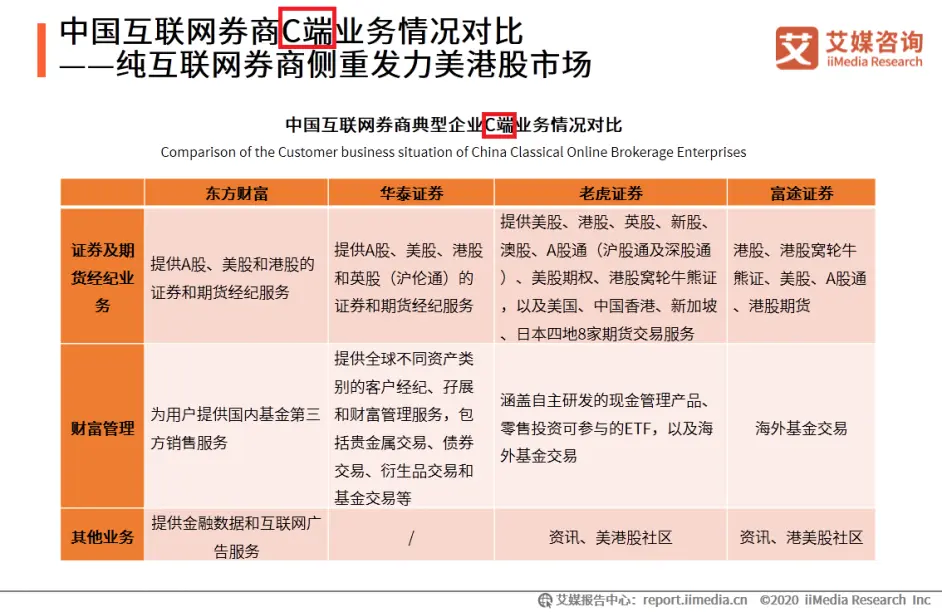 中国互联网券商C端业务情况对比
——纯互联网券商侧重发力美港股市场
艾媒咨询
iiMedia Research
中国互联网券商典型企业C端业务情况对比
Comparison of the Customer business situation of China Classical Online Brokerage Enterprises
东方财富
华泰证券
老虎证券
富途证券
证券及期
货经纪业
务
提供A股、美股和港股的
证券和期货经纪服务
提供A股、美股、港股
和英股（沪伦通）的
证券和期货经纪服务
提供美股、港股、英股、新股、
澳股、A股通（沪股通及深股通
）、美股期权、港股窝轮牛熊证
，以及美国、中国香港、新加坡
、日本四地8家期货交易服务
港股、港股窝轮牛
熊证、美股、A股通
、港股期货
财富管理
为用户提供国内基金第三
方销售服务
提供全球不同资产类
别的客户经纪、孖展
和财富管理服务，包
括贵金属交易、债券
交易、衍生品交易和
基金交易等
涵盖自主研发的现金管理产品、
零售投资可参与的ETF，以及海
外基金交易
海外基金交易
其他业务
提供金融数据和互联网广
告服务
/
资讯、美港股社区
资讯、港美股社区
艾媒报告中心：report.iimedia.cn ©2020 iiMedia Research Inc